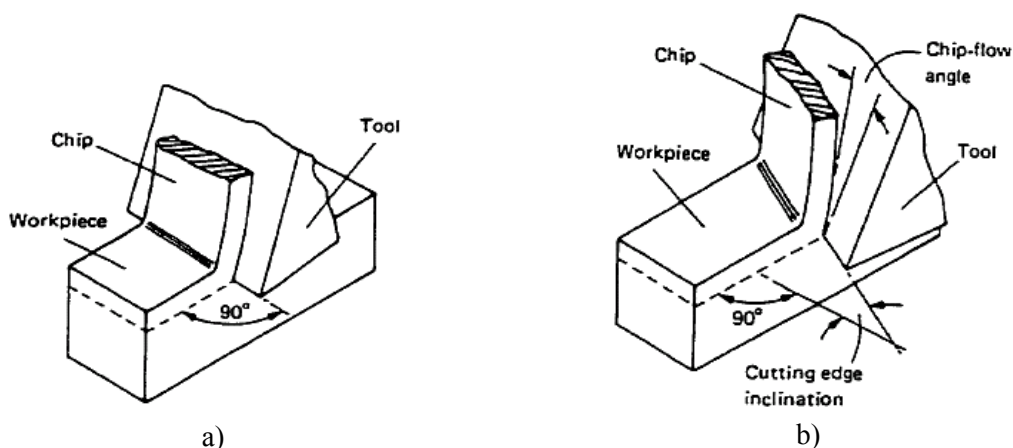 Chip
Tool
Workpiece
90°
a)
Chip
Chip-flow
angle
Workpiece
Tool
90°
Cutting edge
inclination
b)